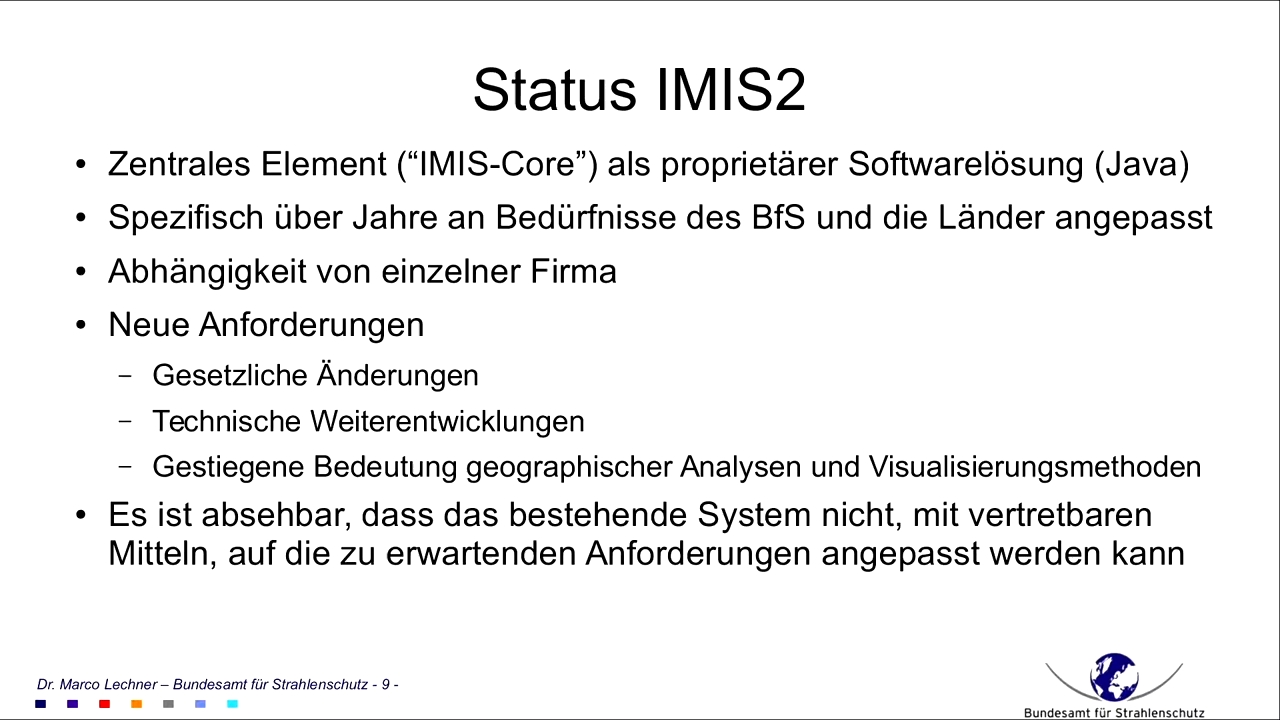 Status IMIS2
• Zentrales Element (“IMIS-Core”) als proprietärer Softwarelösung (Java)
• Spezifisch über Jahre an Bedürfnisse des BfS und die Länder angepasst
• Abhängigkeit von einzelner Firma
• Neue Anforderungen
– Gesetzliche Änderungen
– Technische Weiterentwicklungen
– Gestiegene Bedeutung geographischer Analysen und Visualisierungsmethoden
• Es ist absehbar, dass das bestehende System nicht, mit vertretbaren
Mitteln, auf die zu erwartenden Anforderungen angepasst werden kann
Dr. Marco Lechner – Bundesamt für Strahlenschutz - 9 -
Bundesamt für Strahlenschutz